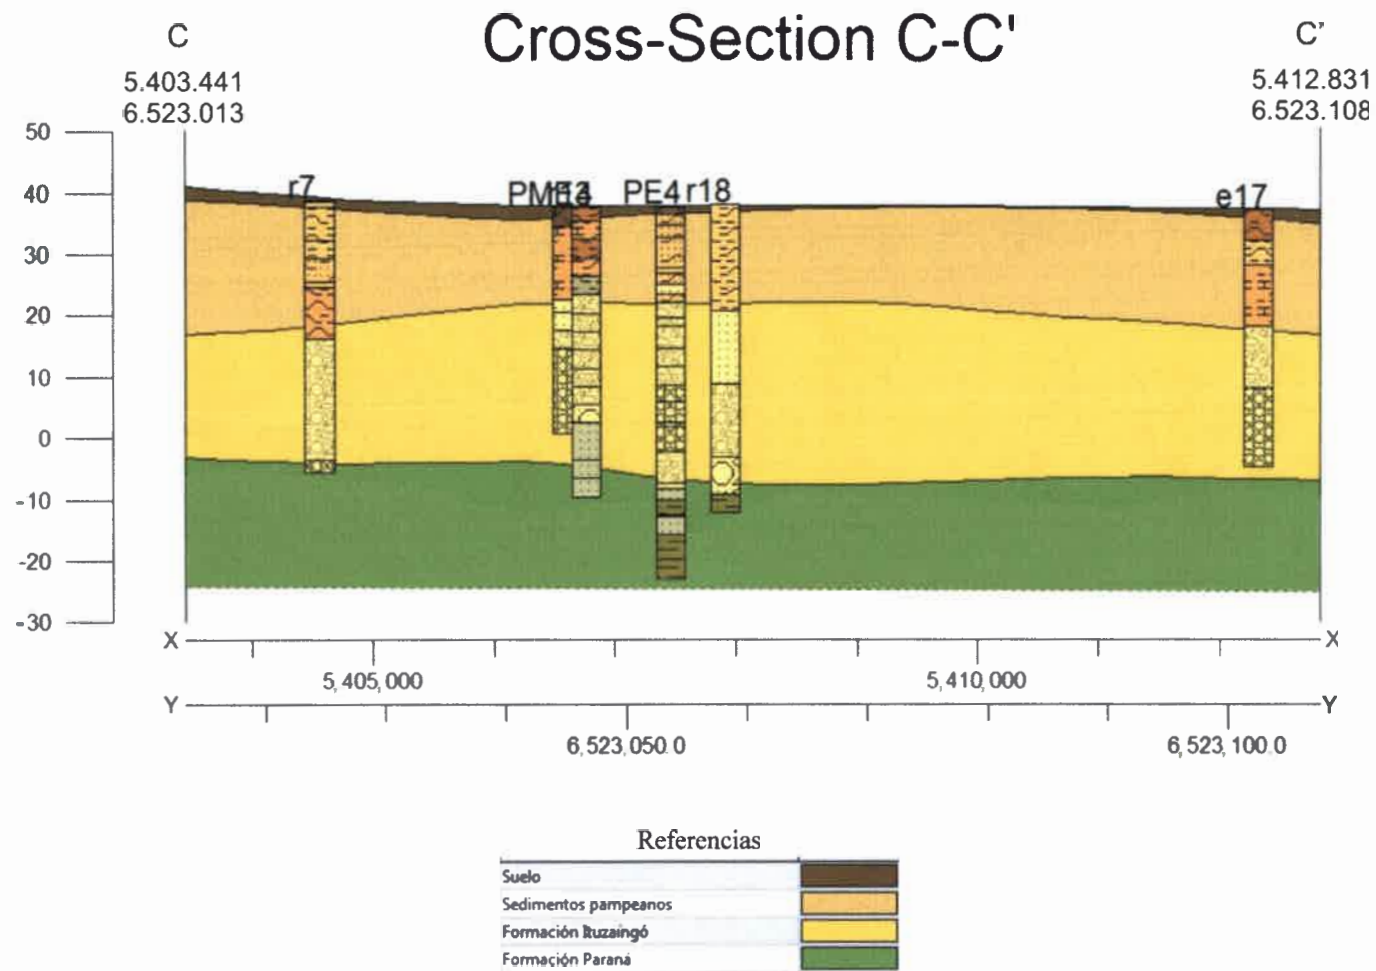 Cross-Section C-C'
C
C'
5.403.441
6.523.013
5.412.831
6.523.108
50
40
30
20
10
0
-10
-20
-30
r7
PE4
r18
e17
X
X
5,405,000
5,410,000
Y
Y
6,523,050.0
6,523,100.0
Referencias
Suelo
Sedimentos pampeanos
Formación Ituzaingó
Formación Paraná